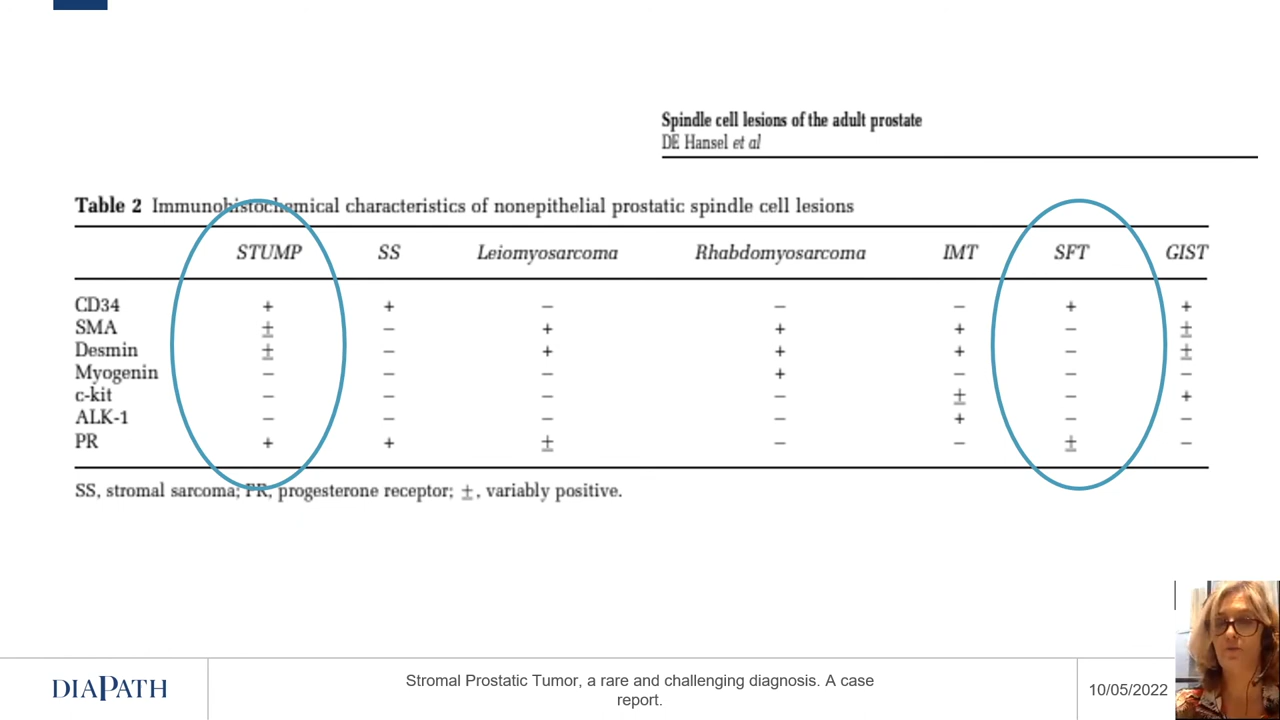 Spindle cell lesions of the adult prostate
DE Hansel et al
Table 2 Immunohistochemical characteristics of nonepithelial prostatic spindle cell lesions
STUMP SS Leiomyosarcoma Rhabdomyosarcoma IMT SFT GIST
CD34 + + − − − + +
SMA ± − + + + − ±
Desmin ± − + + + − ±
Myogenin − − − + − − −
c-kit − − − − ± − +
ALK-1 − − − − + − −
PR + + ± − − ± −
SS, stromal sarcoma; PR, progesterone receptor; ±, variably positive.
DIAPATH
Stromal Prostatic Tumor, a rare and challenging diagnosis. A case
report.
10/05/2022